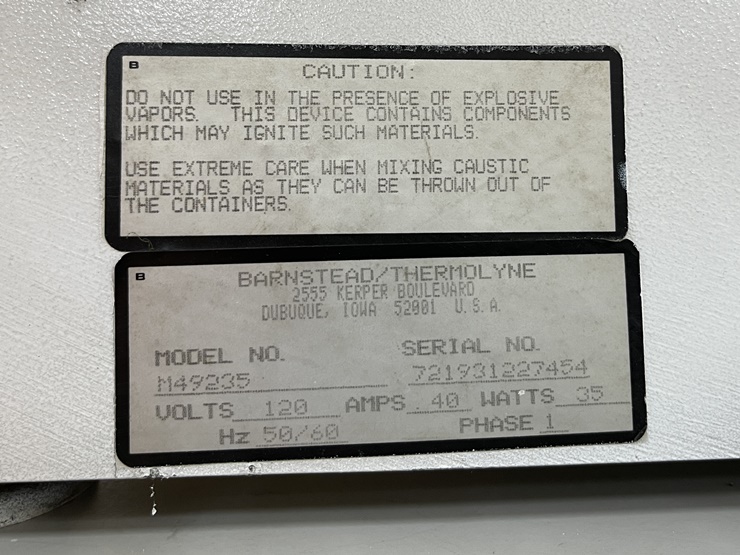 B
CAUTION:
DO NOT USE IN THE PRESENCE OF EXPLOSIVE
VAPORS. THIS DEVICE CONTAINS COMPONENTS
WHICH MAY IGNITE SUCH MATERIALS.
USE EXTREME CARE WHEN MIXING CAUSTIC
MATERIALS AS THEY CAN BE THROWN OUT OF
THE CONTAINERS.
B
BARNSTEAD/THERMOLYNE
2555 KERPER BOULEVARD
DUBUQUE, IOWA 52001 U.S.A.
MODEL NO. SERIAL NO.
M49235 721931227454
VOLTS 120 AMPS .40 WATTS 35
Hz 50/60 PHASE 1